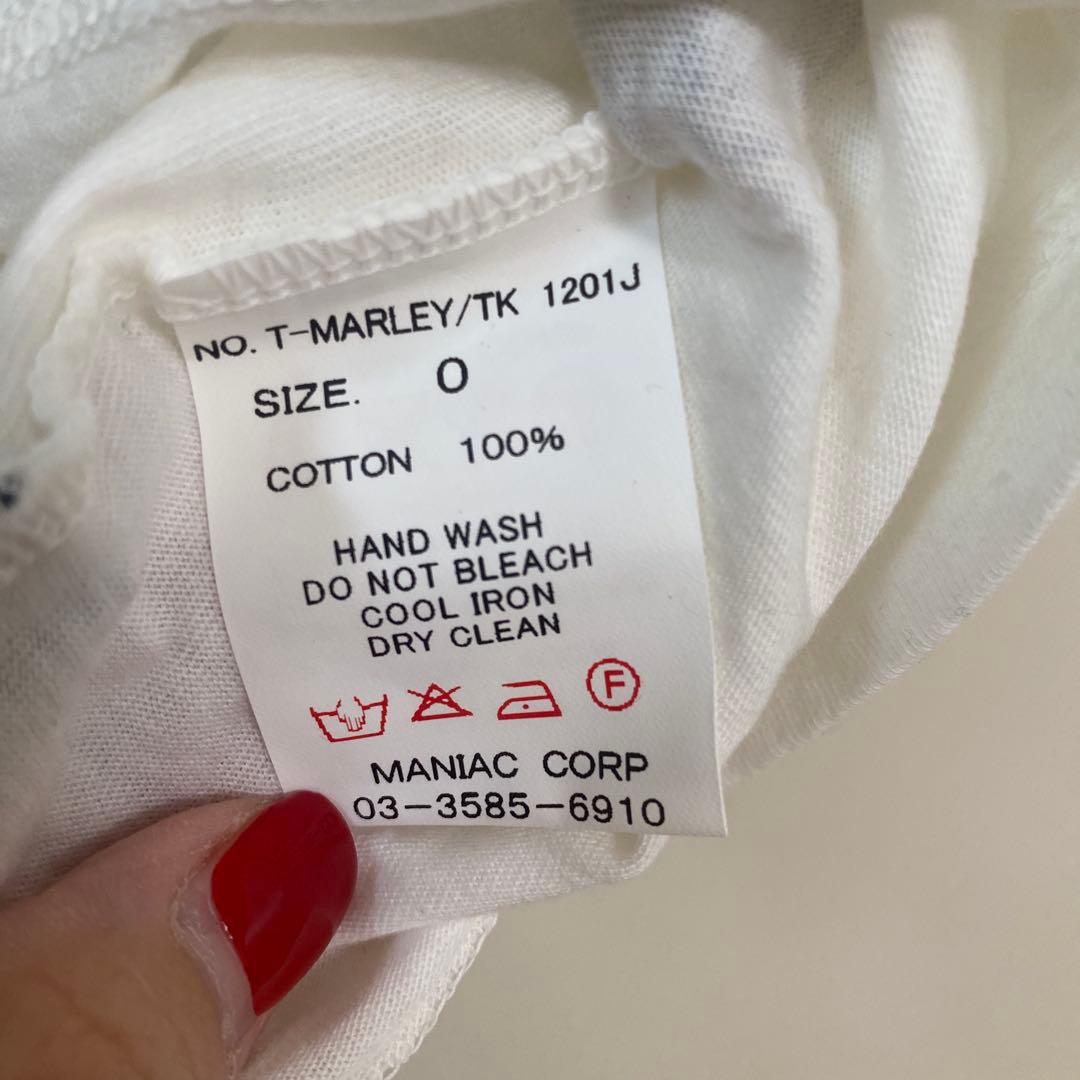 NO. T-MARLEY/TK 1201J
SIZE. 0
COTTON 100%
HAND WASH
DO NOT BLEACH
COOL IRON
DRY CLEAN
F
MANIAC CORP
03-3585-6910